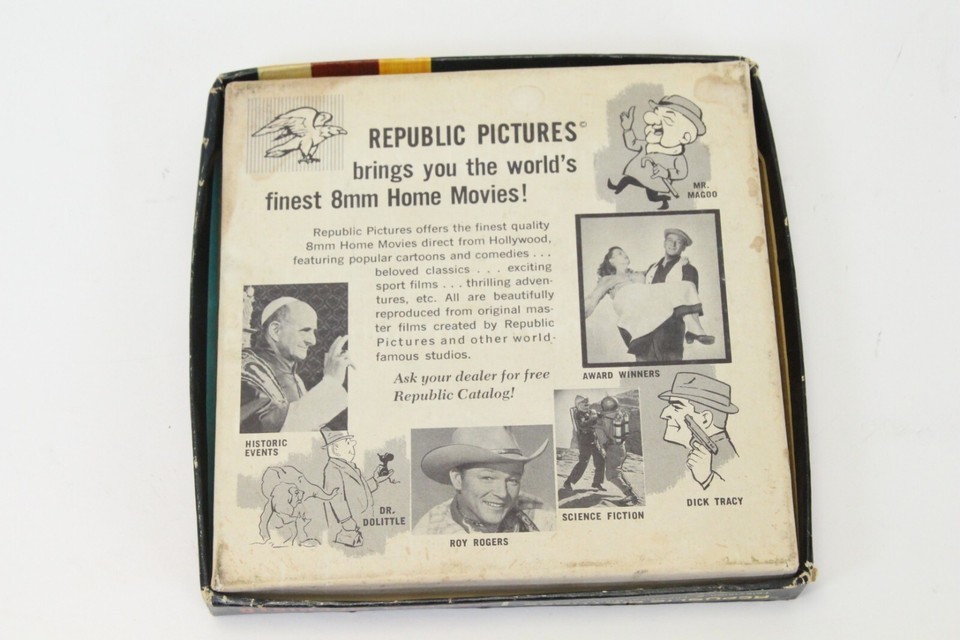 REPUBLIC PICTURES©
brings you the world's
finest 8mm Home Movies!
MR.
MAGOO
Republic Pictures offers the finest quality
8mm Home Movies direct from Hollywood,
featuring popular cartoons and comedies . . .
beloved classics . . . exciting
sport films . . . thrilling adven-
tures, etc. All are beautifully
reproduced from original mas-
ter films created by Republic
Pictures and other world-
famous studios.
Ask your dealer for free
Republic Catalog!
AWARD WINNERS
HISTORIC
EVENTS
DR.
DOLITTLE
ROY ROGERS
SCIENCE FICTION
DICK TRACY